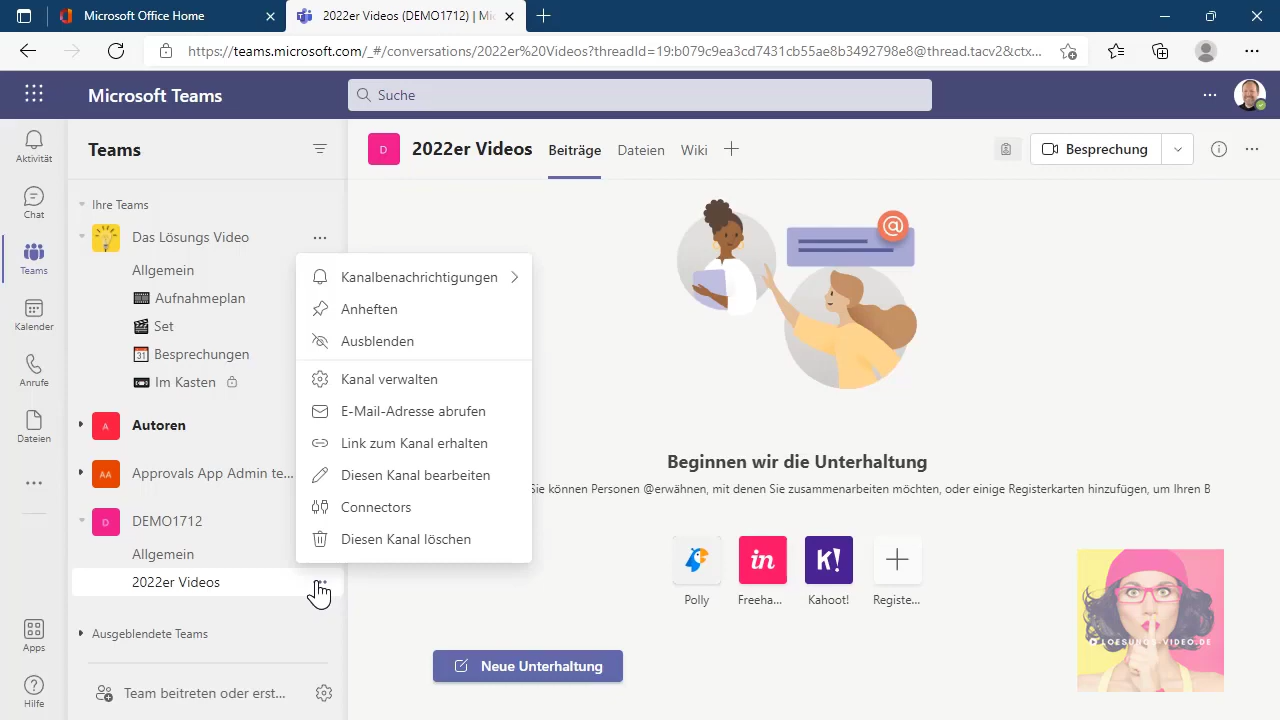 Microsoft Office Home
2022er Videos (DEMO1712) | Mi
https://teams.microsoft.com/_#/conversations/2022er%20Videos?threadId=19:b079c9ea3cd7431cb55ae8b3492798e8@thread.tacv2&ctx...
Microsoft Teams
Suche
Aktivität
Chat
Teams
Kalender
Anrufe
Dateien
Apps
Hilfe
Teams
Ihre Teams
Das Lösungs Video
Allgemein
Aufnahmeplan
Set
31 Besprechungen
Im Kasten
A Autoren
AA Approvals App Admin te...
D DEMO1712
Allgemein
2022er Videos
Ausgeblendete Teams
Team beitreten oder erst...
Kanalbenachrichtigungen
Anheften
Ausblenden
Kanal verwalten
E-Mail-Adresse abrufen
Link zum Kanal erhalten
Diesen Kanal bearbeiten
Connectors
Diesen Kanal löschen
D 2022er Videos Beiträge Dateien Wiki
Besprechung
@
Beginnen wir die Unterhaltung
Sie können Personen @erwähnen, mit denen Sie zusammenarbeiten möchten, oder einige Registerkarten hinzufügen, um Ihren B
in K!
Polly Freeha... Kahoot! Registe...
Neue Unterhaltung
LOESUNGS-VIDEO.DE